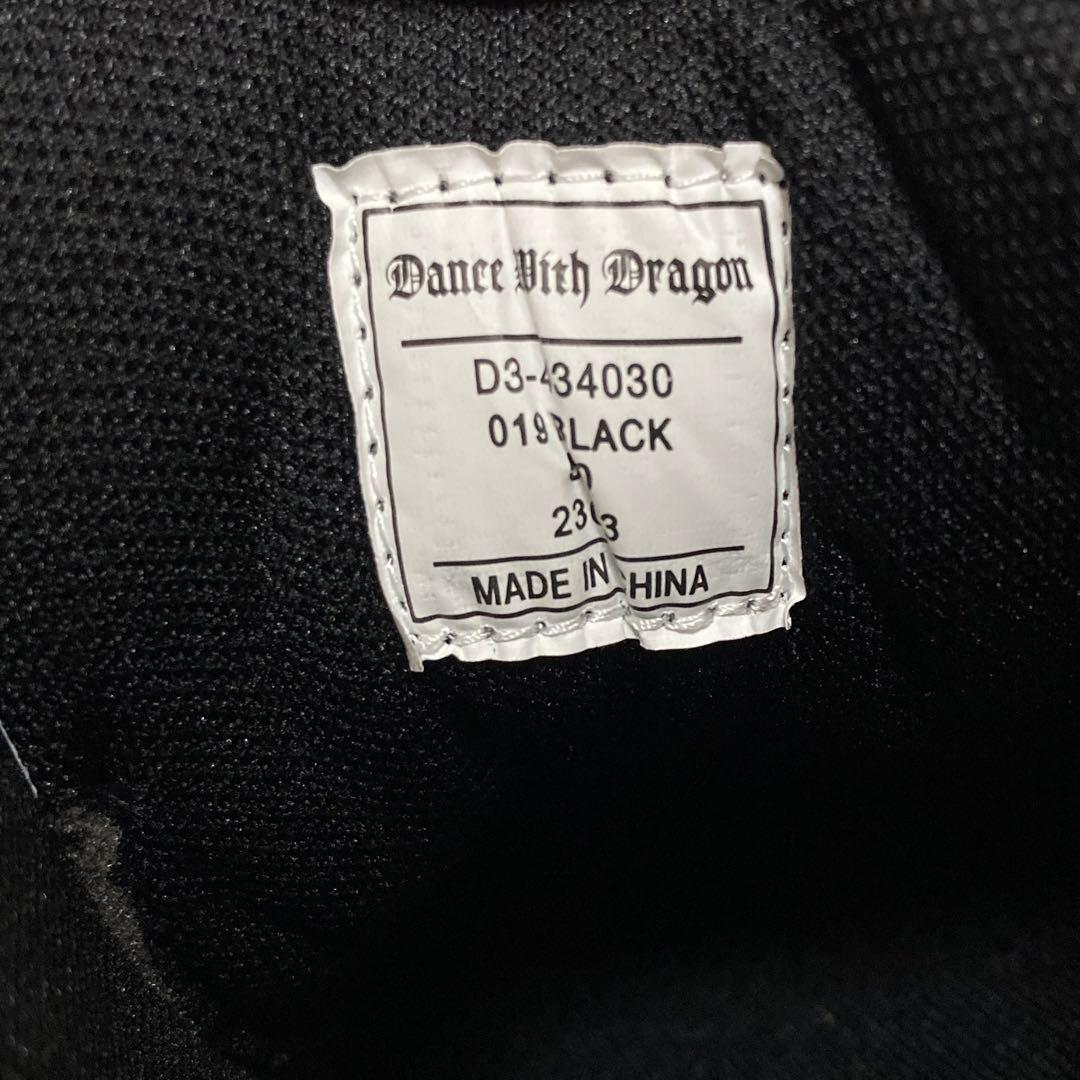 Dance With Dragon
D3-434030
019BLACK
MADE IN CHINA